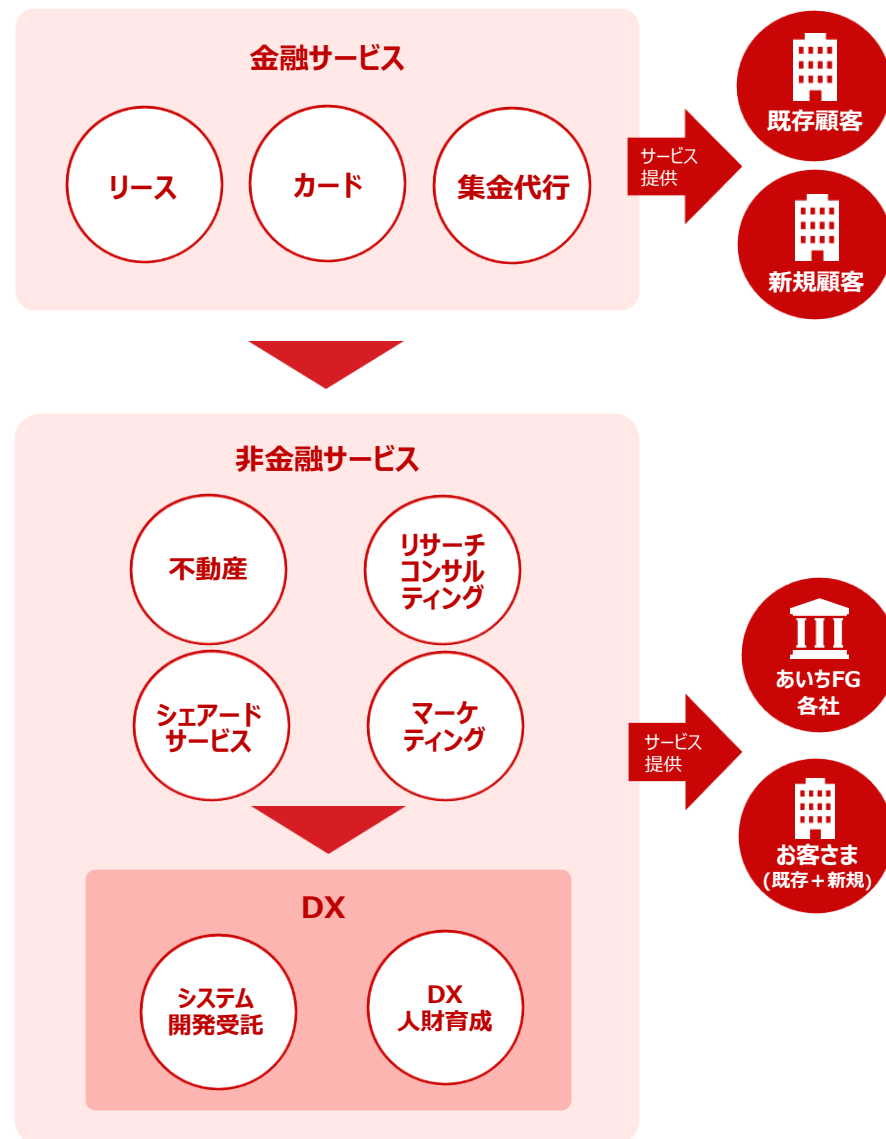 金融サービス
リース
カード
集金代行
サービス
提供
既存顧客
新規顧客
非金融サービス
不動産
リサーチ
コンサル
ティング
シェアード
サービス
マーケ
ティング
サービス
提供
あいちFG
各社
お客さま
(既存+新規)
DX
システム
開発受託
DX
人財育成